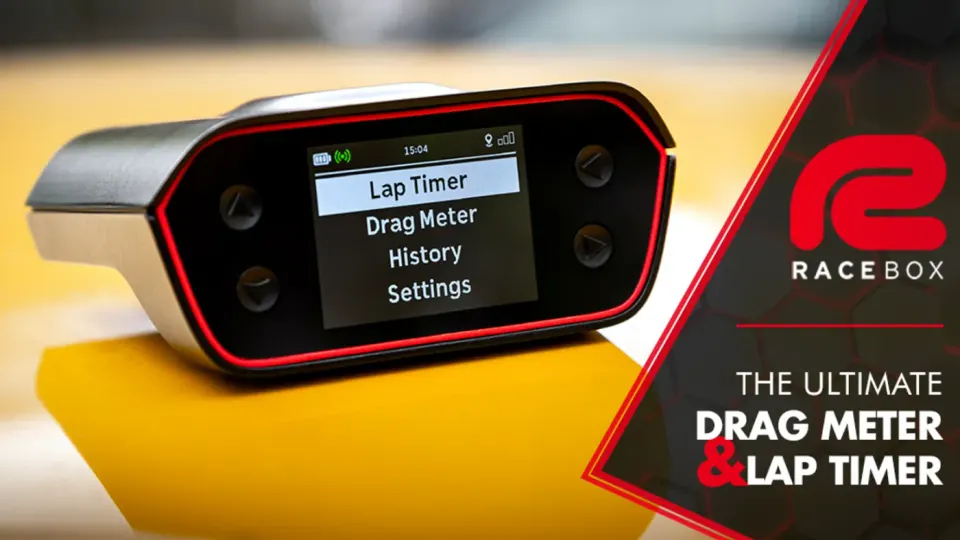 15:04
Lap Timer
Drag Meter
History
Settings
RACEBOX
THE ULTIMATE
DRAG METER
& LAP TIMER